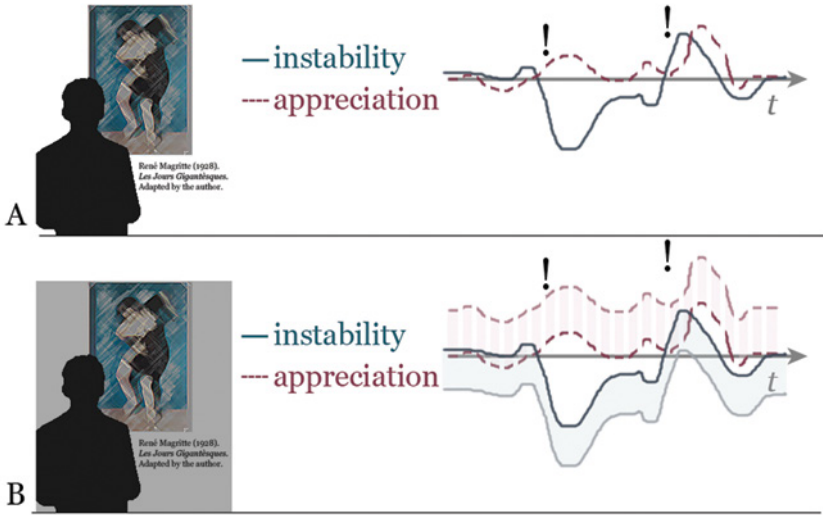 ! !
instability
appreciation
t
René Magritte (1928).
Les Jours Gigantèsques.
Adapted by the author.
A
! !
instability
appreciation
t
René Magritte (1928).
Les Jours Gigantèsques.
Adapted by the author.
B